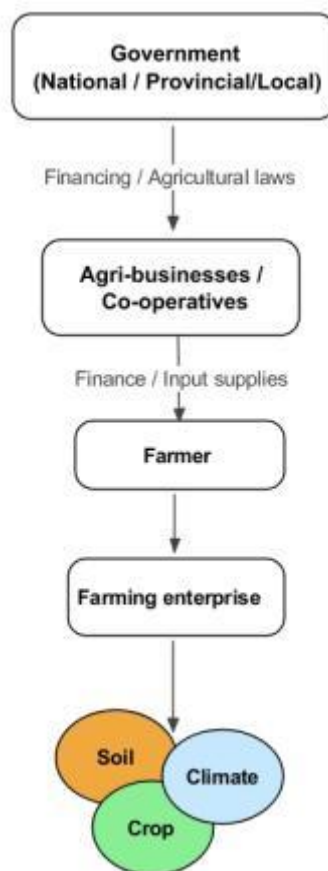 Government
(National / Provincial/Local)
Financing / Agricultural laws
Agri-businesses /
Co-operatives
Finance / Input supplies
Farmer
Farming enterprise
Soil
Climate
Crop